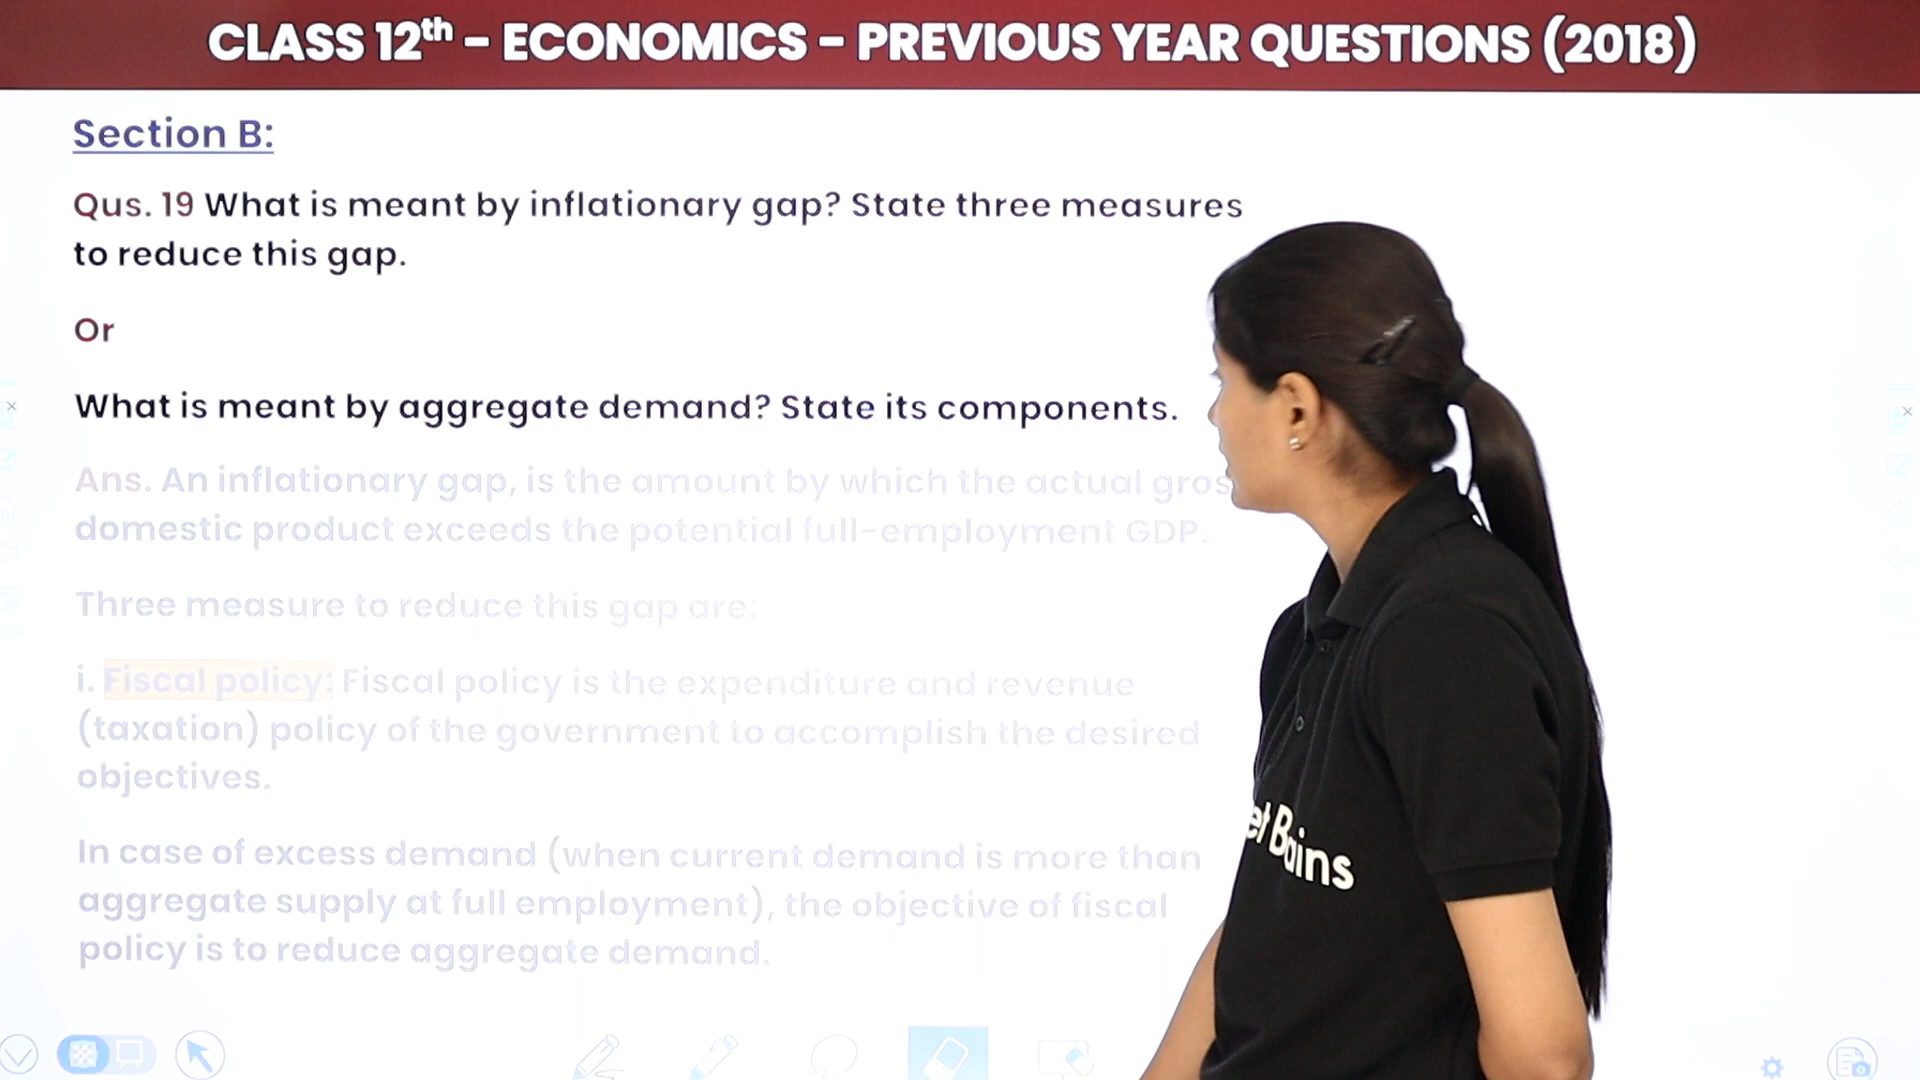 CLASS 12th – ECONOMICS – PREVIOUS YEAR QUESTIONS (2018)
Section B:
Qus. 19 What is meant by inflationary gap? State three measures
to reduce this gap.
Or
What is meant by aggregate demand? State its components.
Ans. An inflationary gap, is the amount by which the actual gros
domestic product exceeds the potential full-employment GDP.
Three measure to reduce this gap are:
i. Fiscal policy: Fiscal policy is the expenditure and revenue
(taxation) policy of the government to accomplish the desired
objectives.
In case of excess demand (when current demand is more than
aggregate supply at full employment), the objective of fiscal
policy is to reduce aggregate demand.
et Brains